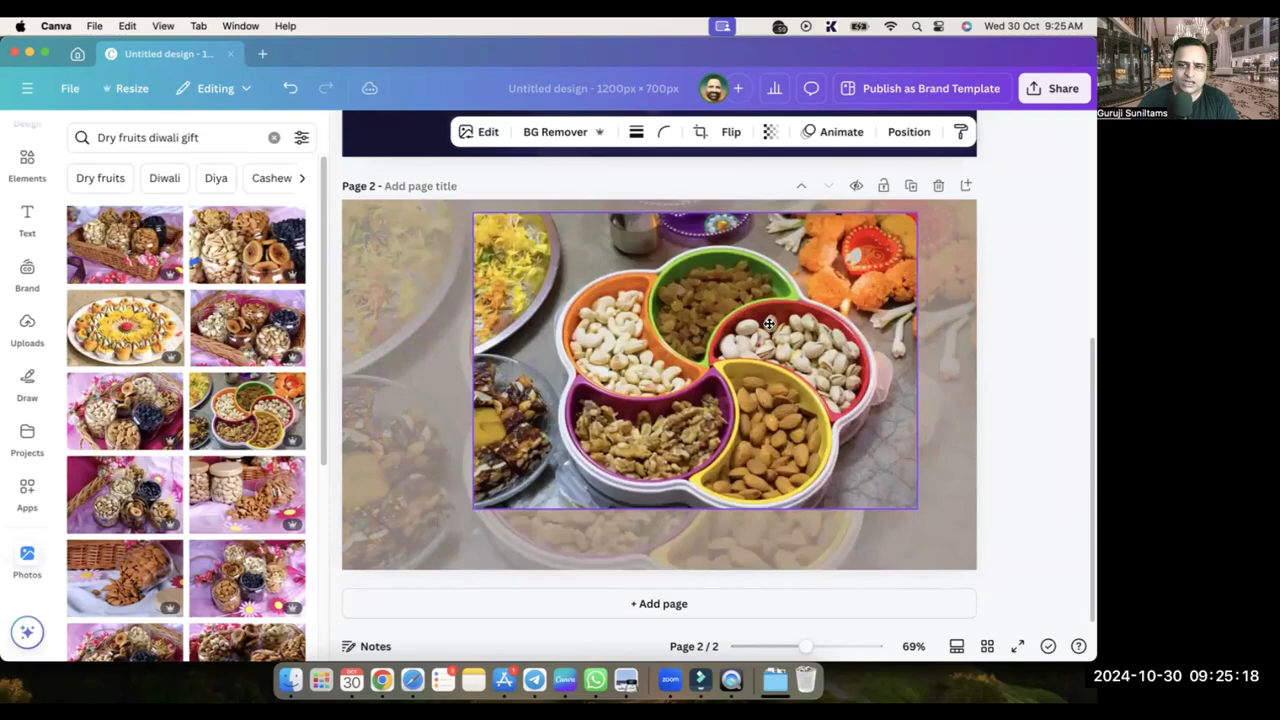 Canva File Edit View Tab Window Help Wed 30 Oct 9:25 AM
Untitled design - 1...
File Resize Editing Untitled design - 1200px × 700px Publish as Brand Template Share
Guruji Suniltams
Design
Dry fruits diwali gift
Edit BG Remover Flip Animate Position
Elements
Dry fruits Diwali Diya Cashew
Page 2 - Add page title
Text
Brand
Uploads
Draw
Projects
Apps
Photos
+ Add page
Notes Page 2 / 2 69%
OCT
30
Canva
zoom
2024-10-30 09:25:18